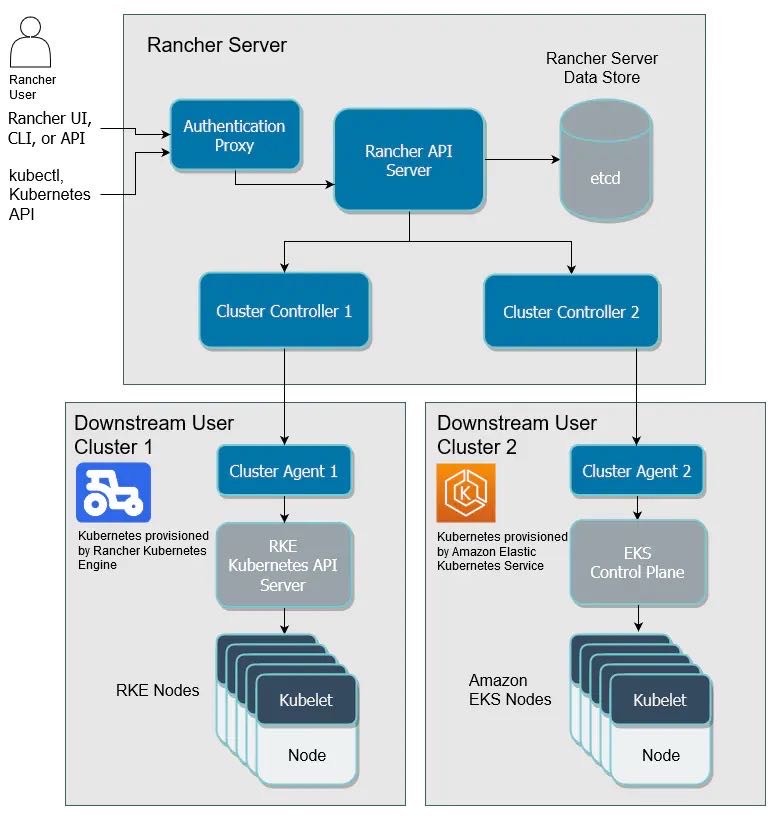 Rancher Server
Rancher
User
Rancher UI,
CLI, or API
kubectl,
Kubernetes
API
Authentication
Proxy
Rancher API
Server
Rancher Server
Data Store
etcd
Cluster Controller 1
Cluster Controller 2
Downstream User
Cluster 1
Cluster Agent 1
Kubernetes provisioned
by Rancher Kubernetes
Engine
RKE
Kubernetes API
Server
RKE Nodes
Kubelet
Node
Downstream User
Cluster 2
K
Cluster Agent 2
Kubernetes provisioned
by Amazon Elastic
Kubernetes Service
EKS
Control Plane
Amazon
EKS Nodes
Kubelet
Node